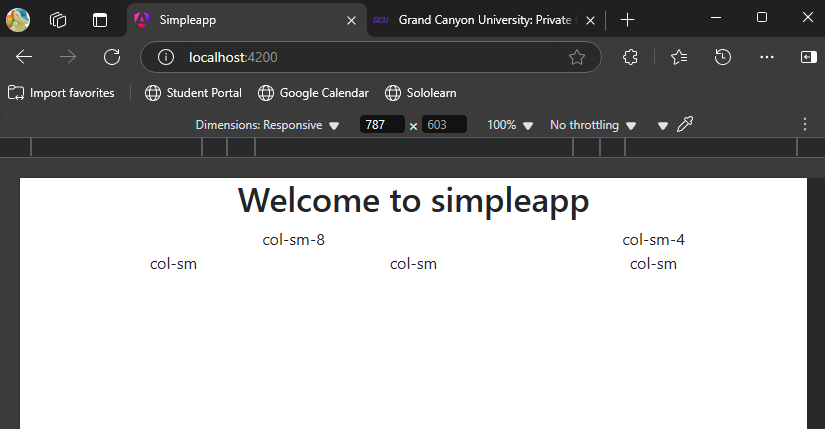 Simpleapp
GCU Grand Canyon University: Private
localhost:4200
Import favorites
Student Portal
Google Calendar
Sololearn
Dimensions: Responsive 787 × 603 100% No throttling
Welcome to simpleapp
col-sm-8 col-sm-4
col-sm col-sm col-sm